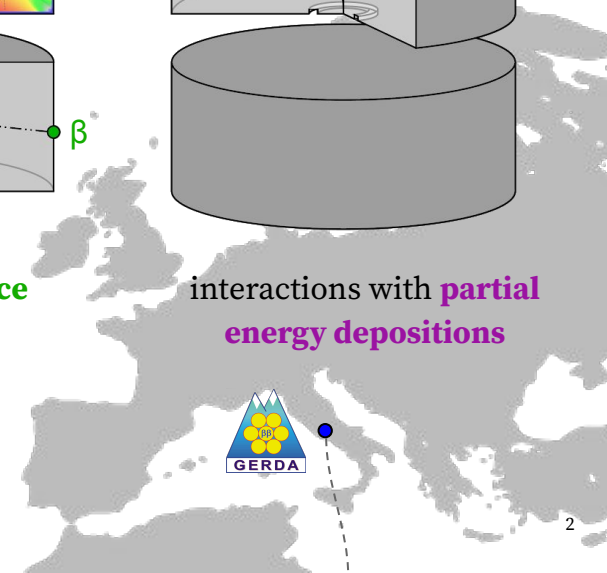 β
ce
interactions with partial
energy depositions
ββ
GERDA
2